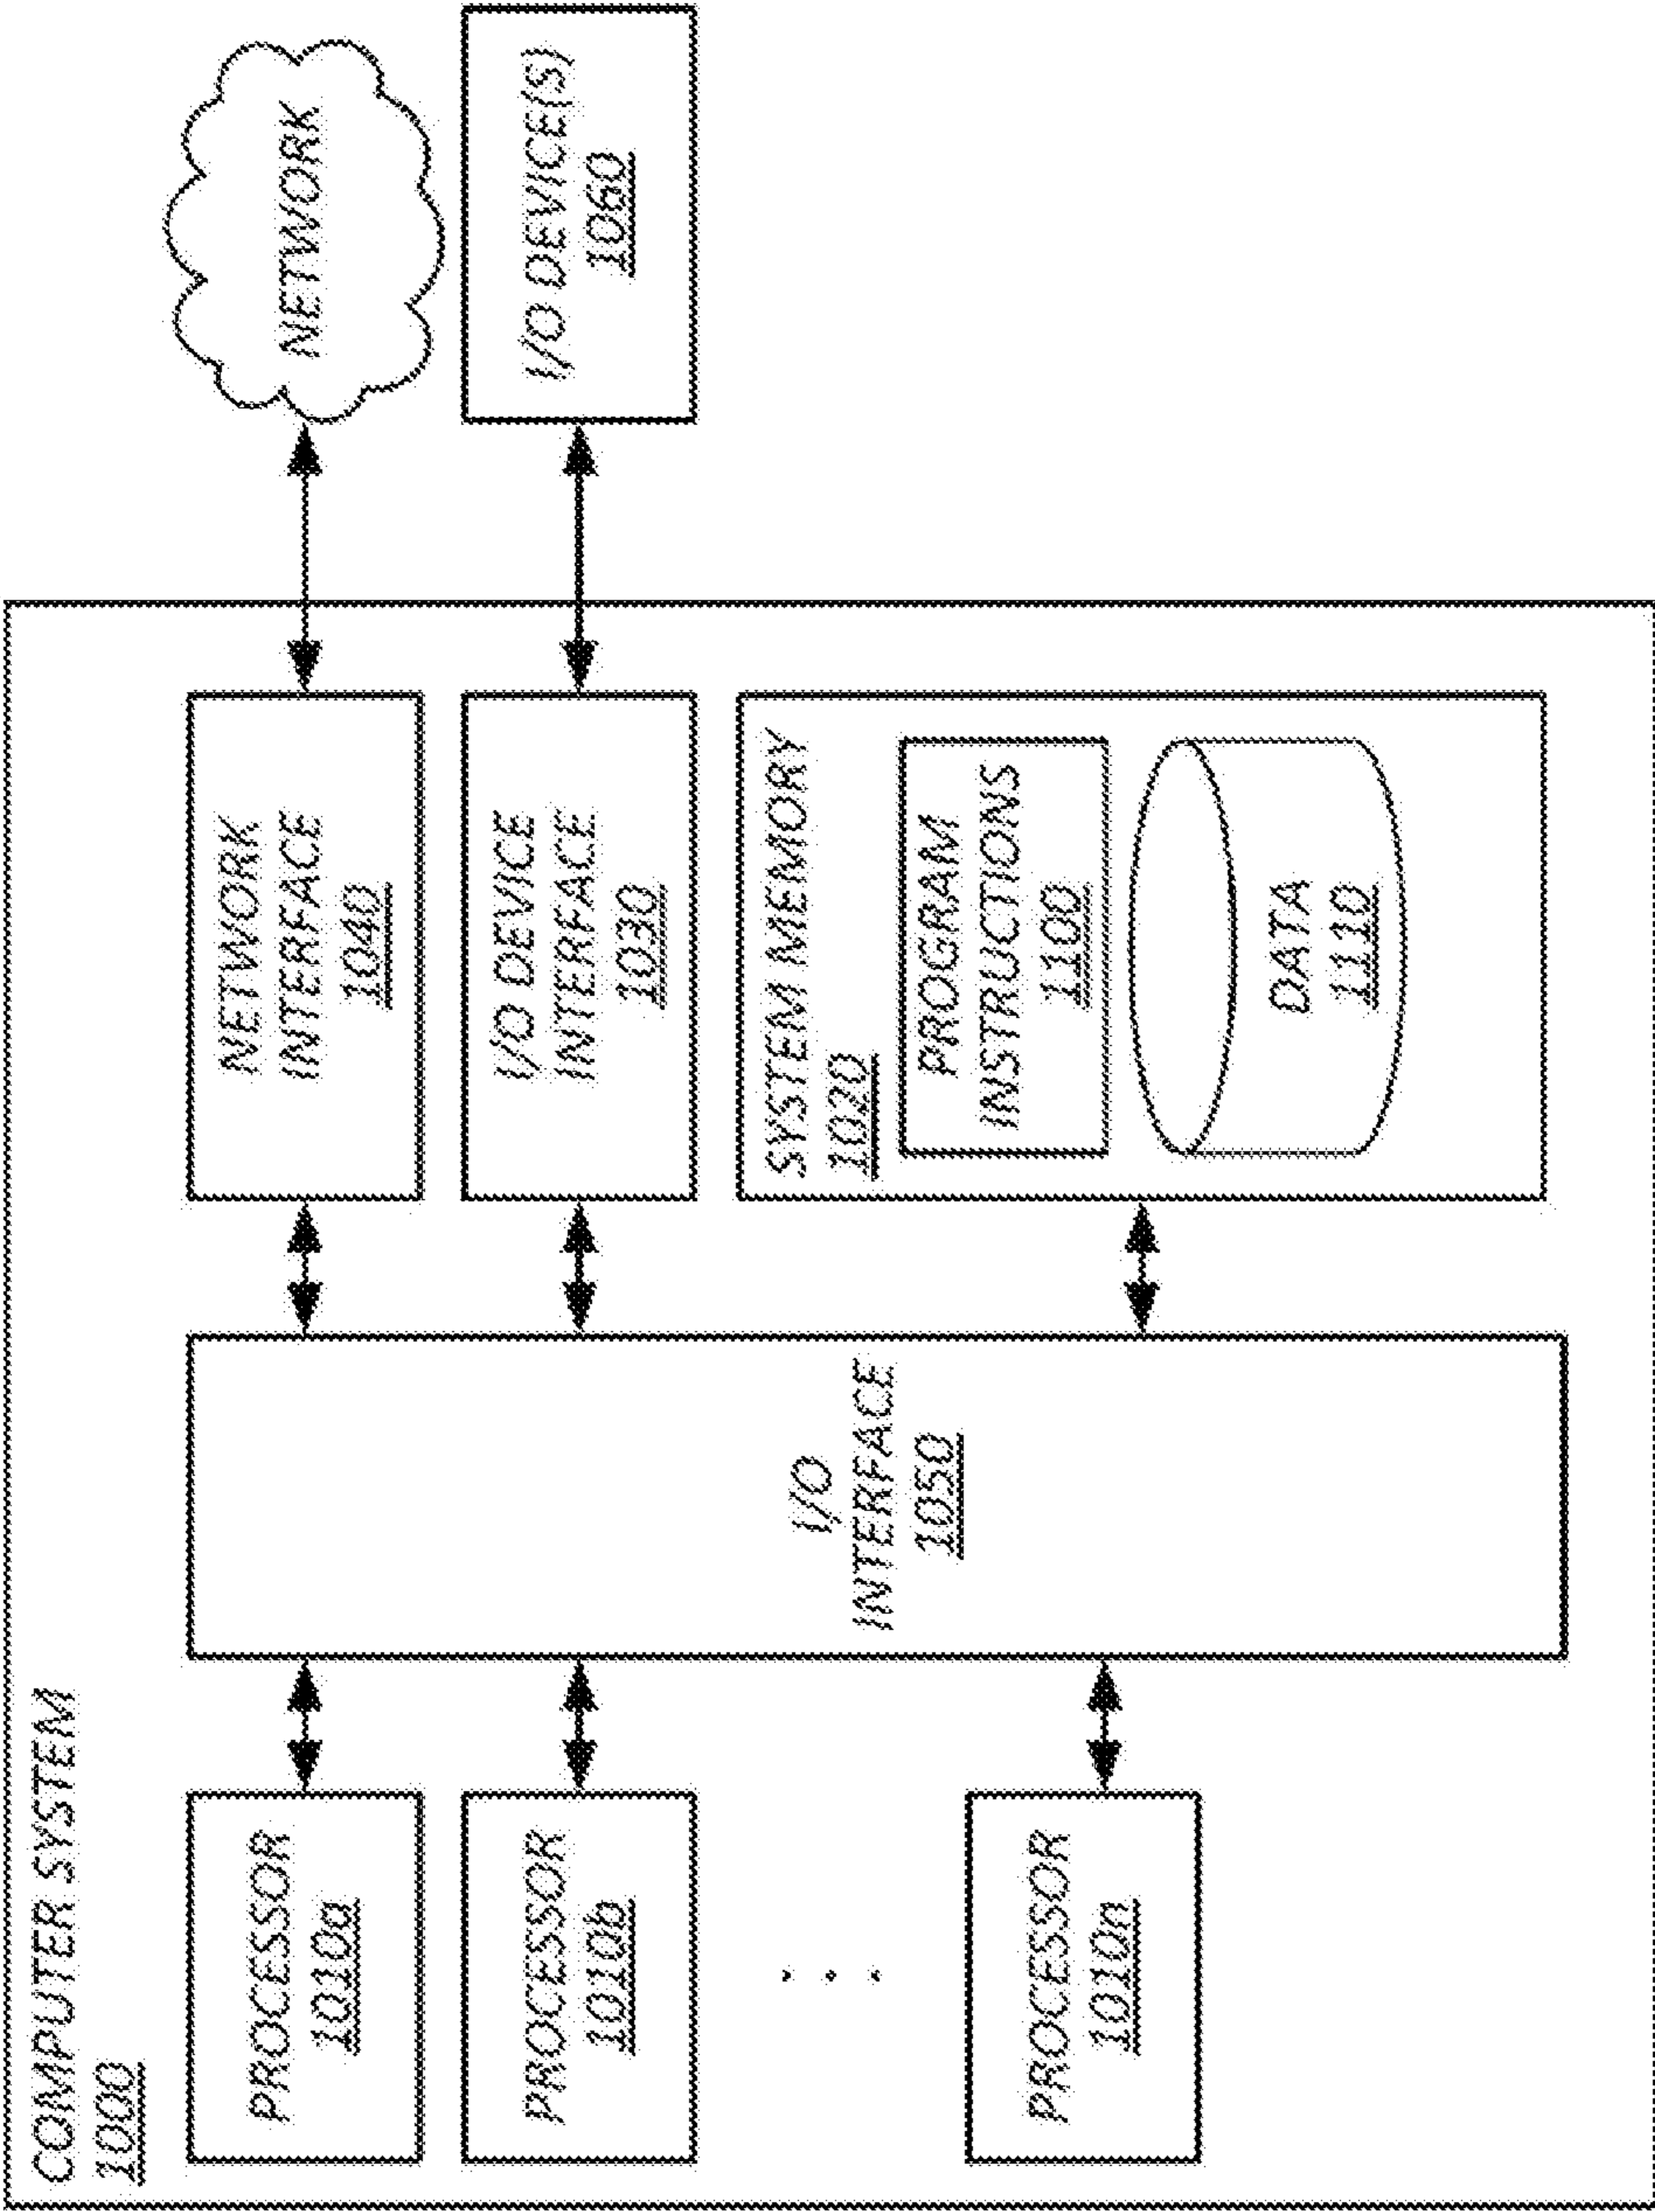 COMPUTER SYSTEM
1000
PROCESSOR
1010a
PROCESSOR
1010b
. . .
PROCESSOR
1010n
I/O
INTERFACE
1050
NETWORK
INTERFACE
1040
I/O DEVICE
INTERFACE
1030
SYSTEM MEMORY
1020
PROGRAM
INSTRUCTIONS
1100
DATA
1110
NETWORK
I/O DEVICE(S)
1060